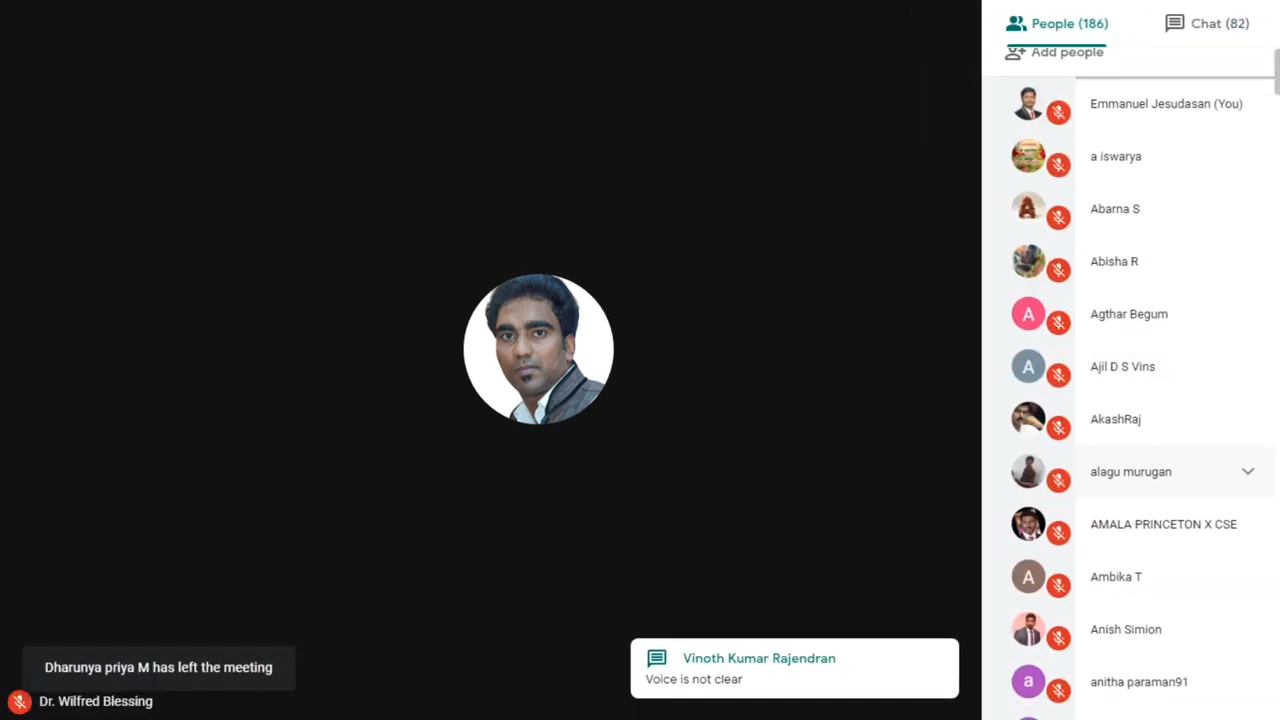 People (186)
Chat (82)
Add people
Emmanuel Jesudasan (You)
a iswarya
Abarna S
Abisha R
A
Agthar Begum
A
Ajil D S Vins
AkashRaj
alagu murugan
AMALA PRINCETON X CSE
A
Ambika T
Anish Simion
a
anitha paraman91
Dharunya priya M has left the meeting
Dr. Wilfred Blessing
Vinoth Kumar Rajendran
Voice is not clear